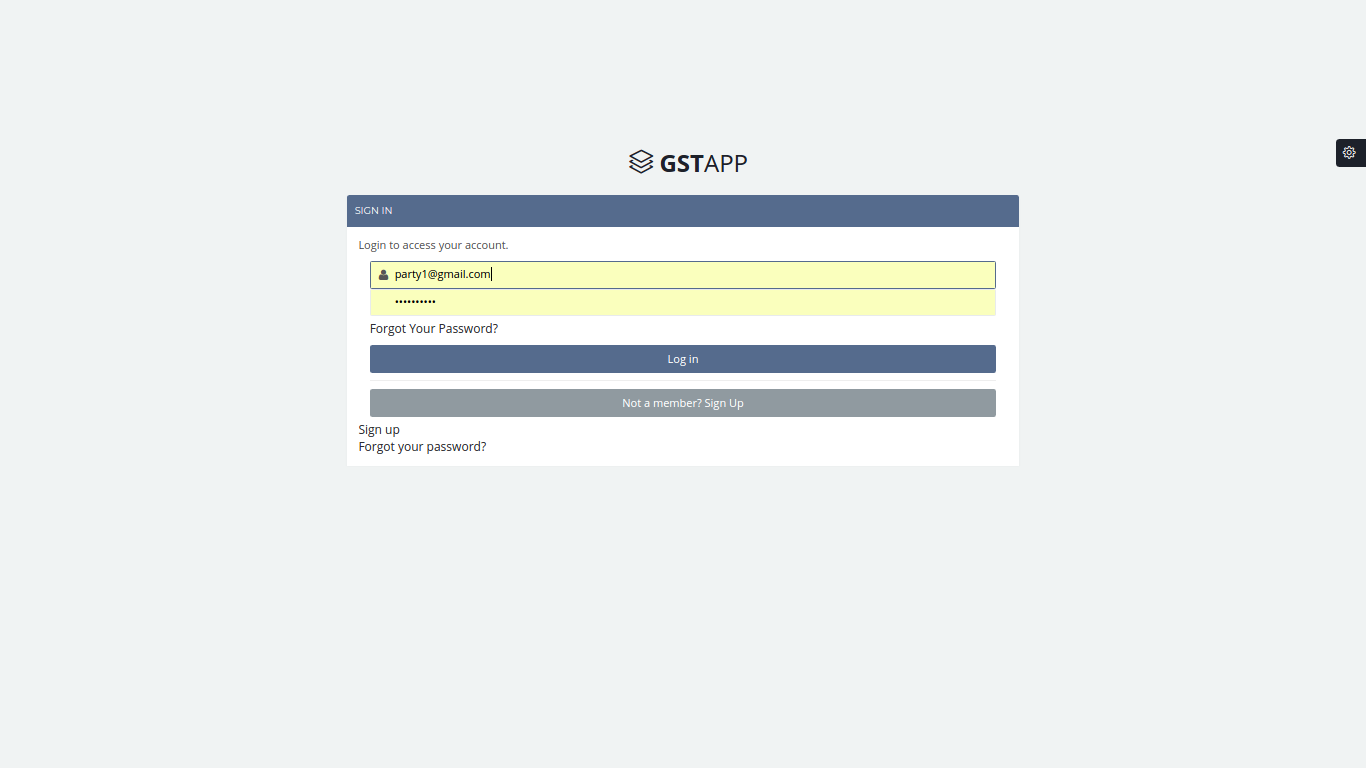 GSTAPP
SIGN IN
Login to access your account.
party1@gmail.com
••••••••••
Forgot Your Password?
Log in
Not a member? Sign Up
Sign up
Forgot your password?